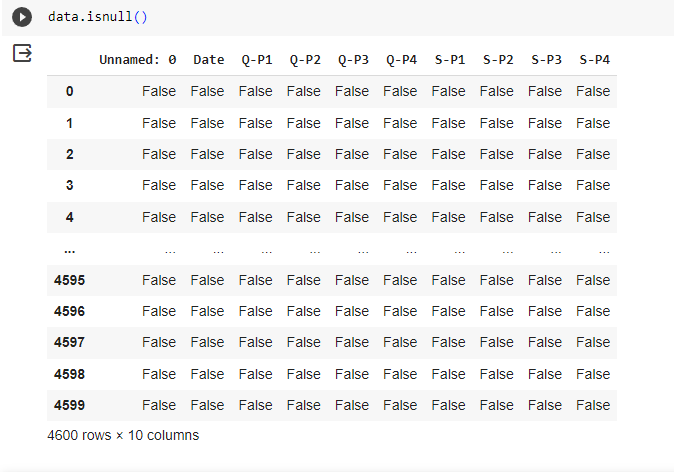 data.isnull()
Unnamed: 0 Date Q-P1 Q-P2 Q-P3 Q-P4 S-P1 S-P2 S-P3 S-P4
0 False False False False False False False False False False
1 False False False False False False False False False False
2 False False False False False False False False False False
3 False False False False False False False False False False
4 False False False False False False False False False False
... ... ... ... ... ... ... ... ... ... ...
4595 False False False False False False False False False False
4596 False False False False False False False False False False
4597 False False False False False False False False False False
4598 False False False False False False False False False False
4599 False False False False False False False False False False
4600 rows × 10 columns